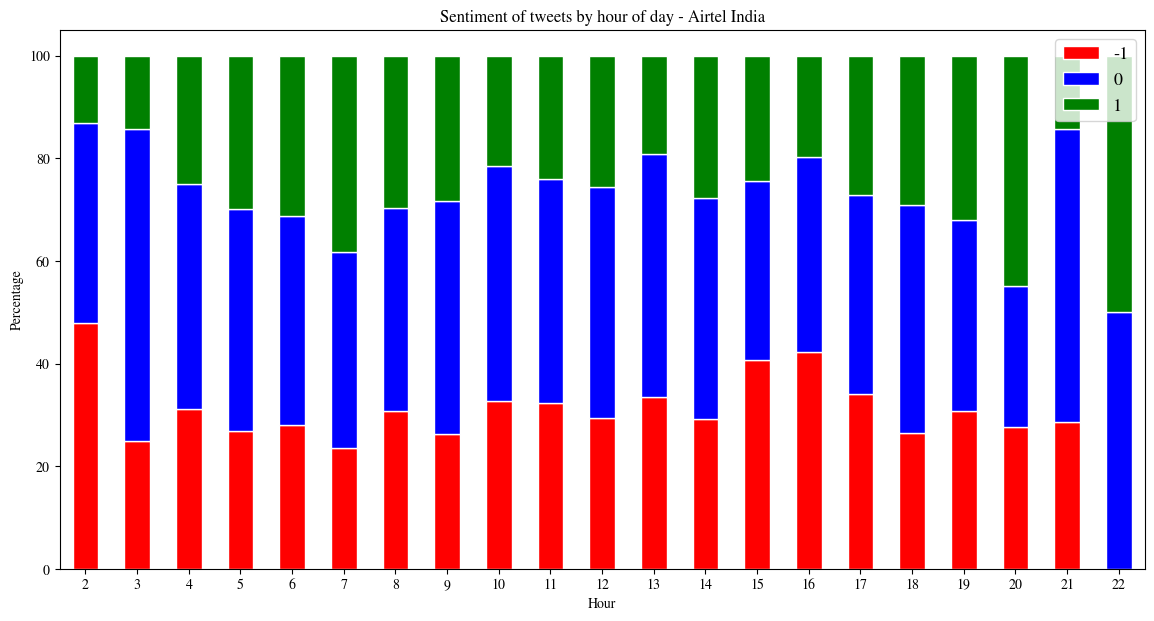 Sentiment of tweets by hour of day - Airtel India
-1
0
1
100
80
60
40
20
0
Percentage
2 3 4 5 6 7 8 9 10 11 12 13 14 15 16 17 18 19 20 21 22
Hour